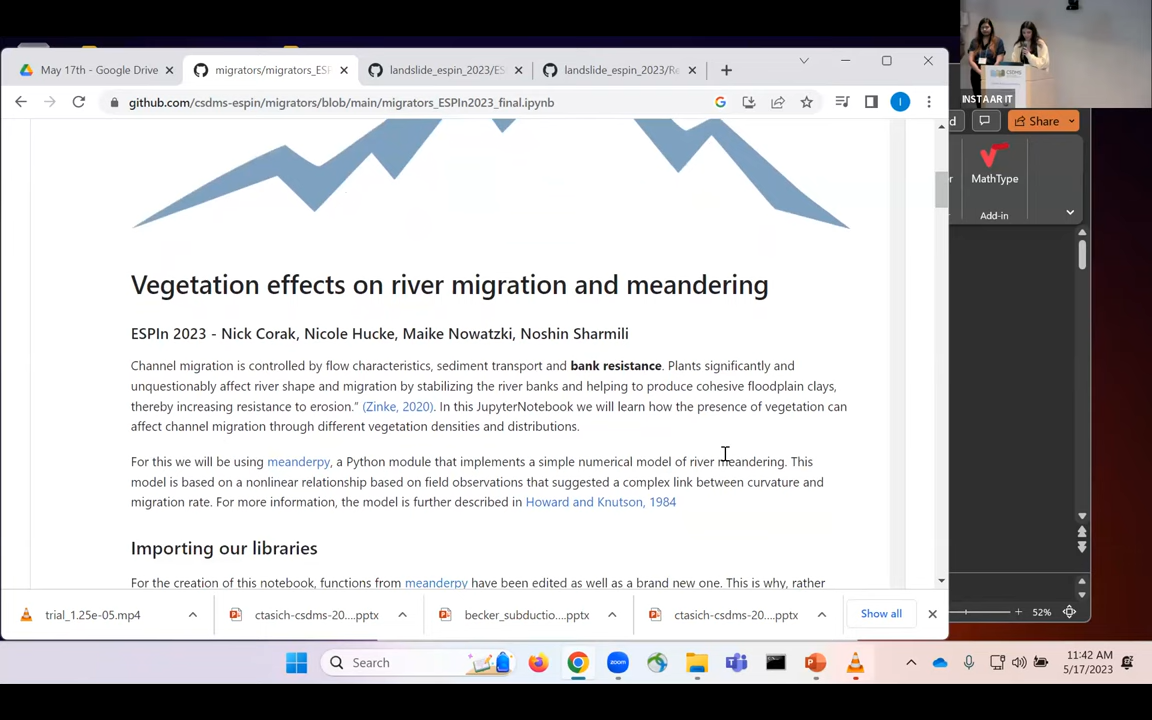 May 17th - Google Drive
migrators/migrators_ESP
landslide_espin_2023/ES
landslide_espin_2023/Re
github.com/csdms-espin/migrators/blob/main/migrators_ESPIn2023_final.ipynb
INSTAAR IT
d
Share
MathType
Add-in
Vegetation effects on river migration and meandering
ESPIn 2023 - Nick Corak, Nicole Hucke, Maike Nowatzki, Noshin Sharmili
Channel migration is controlled by flow characteristics, sediment transport and bank resistance. Plants significantly and
unquestionably affect river shape and migration by stabilizing the river banks and helping to produce cohesive floodplain clays,
thereby increasing resistance to erosion." (Zinke, 2020). In this JupyterNotebook we will learn how the presence of vegetation can
affect channel migration through different vegetation densities and distributions.
For this we will be using meanderpy, a Python module that implements a simple numerical model of river meandering. This
model is based on a nonlinear relationship based on field observations that suggested a complex link between curvature and
migration rate. For more information, the model is further described in Howard and Knutson, 1984
Importing our libraries
For the creation of this notebook, functions from meanderpy have been edited as well as a brand new one. This is why, rather
trial_1.25e-05.mp4
ctasich-csdms-20....pptx
becker_subductio....pptx
ctasich-csdms-20....pptx
Show all
52%
Search
11:42 AM
5/17/2023